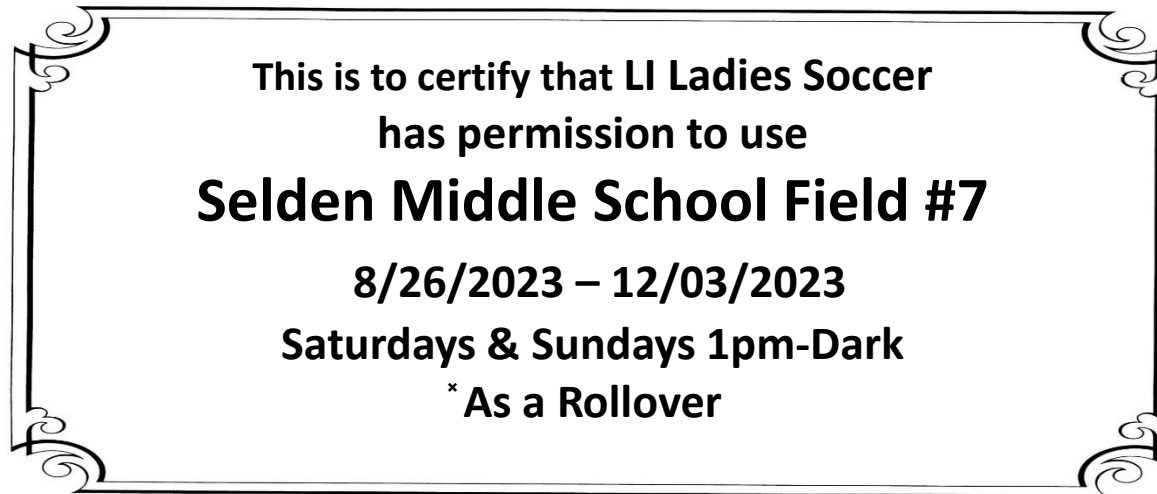 This is to certify that LI Ladies Soccer
has permission to use
Selden Middle School Field #7
8/26/2023 – 12/03/2023
Saturdays & Sundays 1pm-Dark
*As a Rollover